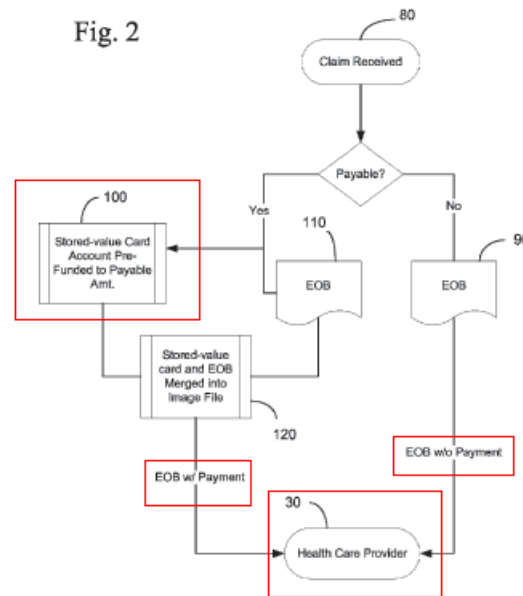 Fig. 2
80
Claim Received
Payable?
Yes
No
100
110
Stored-value Card
Account Pre-
Funded to Payable
Amt.
EOB
EOB
Stored-value
card and EOB
Merged into
Image File
120
EOB w/ Payment
EOB w/o Payment
30
Health Care Provider